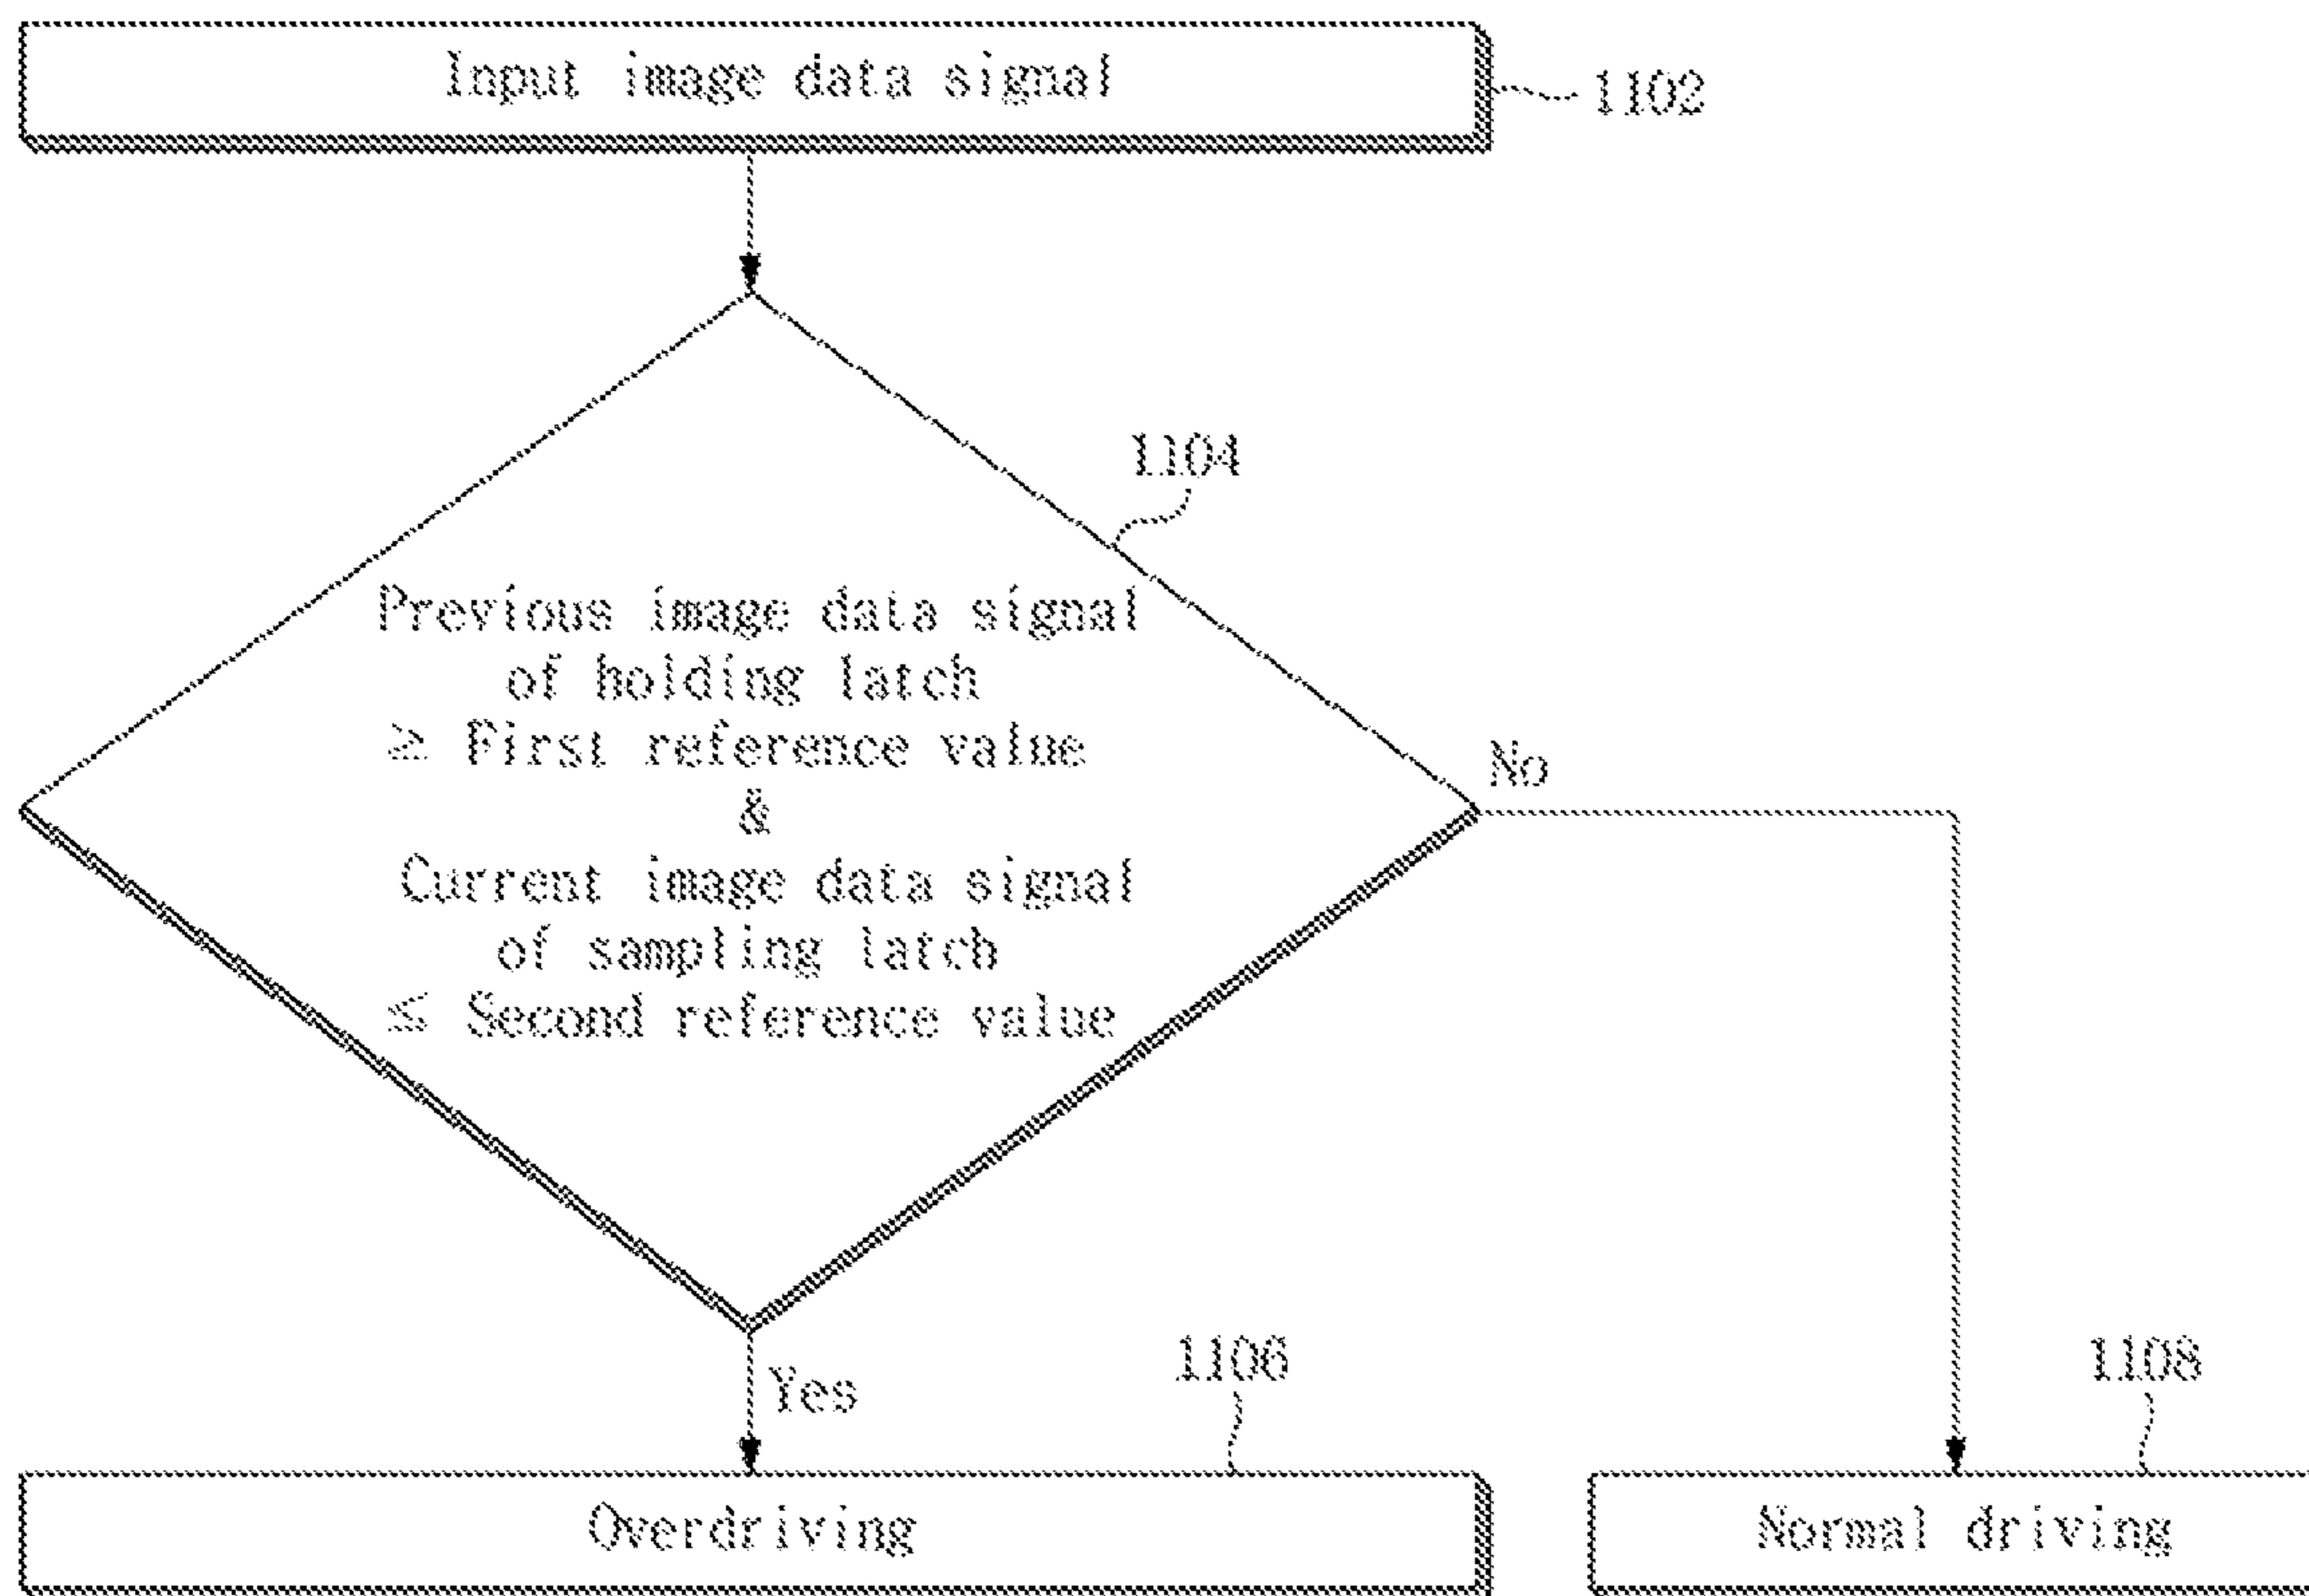 Input image data signal
1102
1104
Previous image data signal
of holding latch
≥ First reference value
&
Current image data signal
of sampling latch
≤ Second reference value
No
Yes
1106
1108
Overdriving
Normal driving